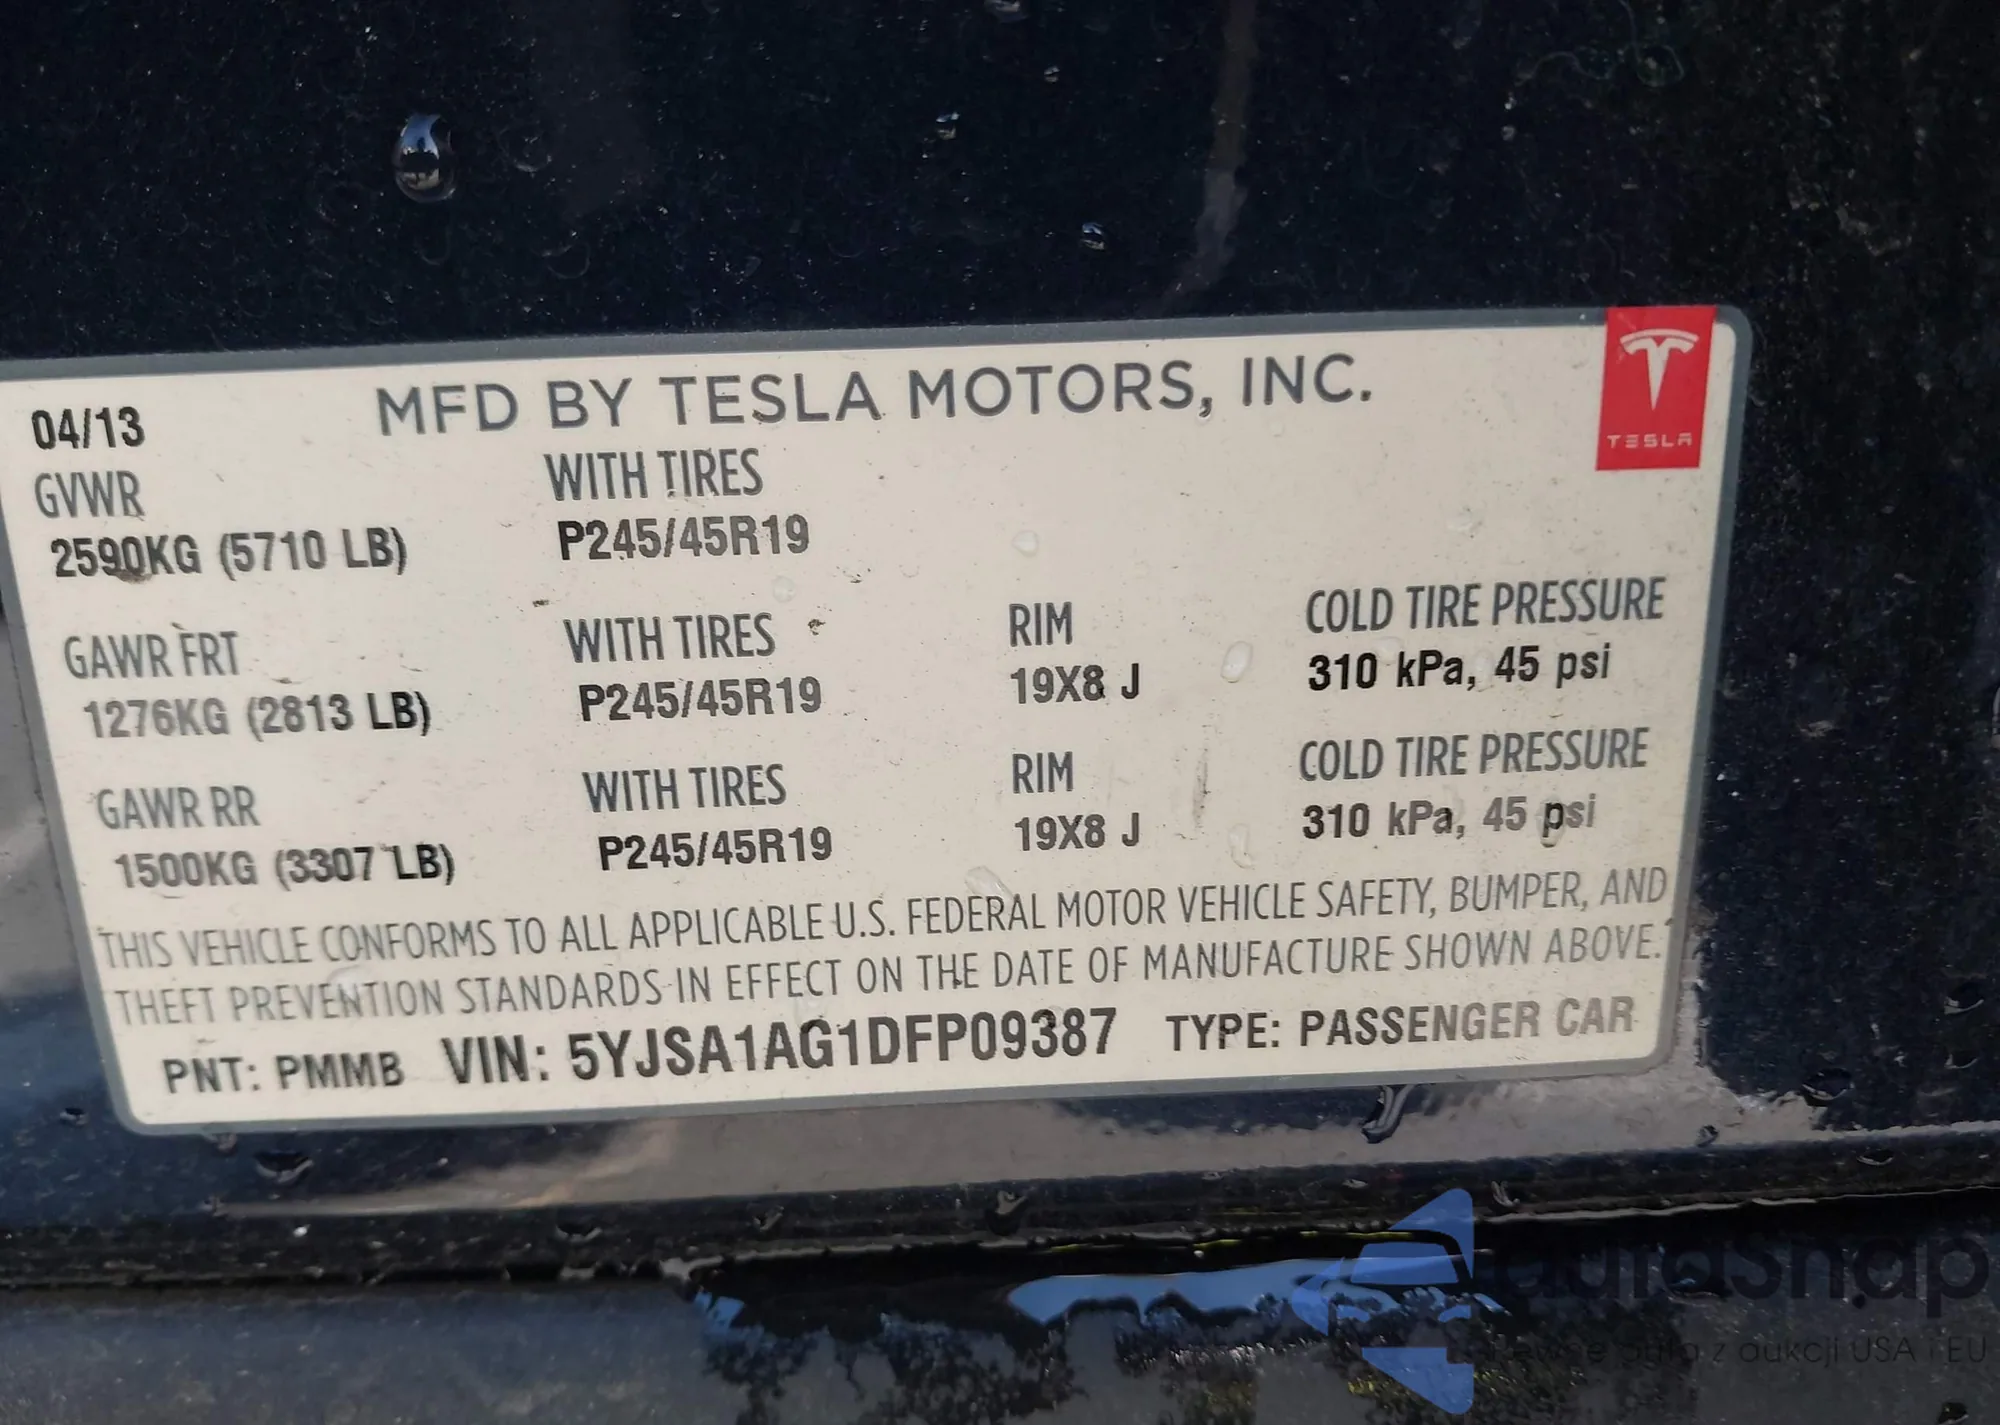 04/13 MFD BY TESLA MOTORS, INC.
TESLA
GVWR WITH TIRES
2590KG (5710 LB) P245/45R19
GAWR FRT WITH TIRES RIM COLD TIRE PRESSURE
1276KG (2813 LB) P245/45R19 19X8 J 310 kPa, 45 psi
GAWR RR WITH TIRES RIM COLD TIRE PRESSURE
1500KG (3307 LB) P245/45R19 19X8 J 310 kPa, 45 psi
THIS VEHICLE CONFORMS TO ALL APPLICABLE U.S. FEDERAL MOTOR VEHICLE SAFETY, BUMPER, AND
THEFT PREVENTION STANDARDS IN EFFECT ON THE DATE OF MANUFACTURE SHOWN ABOVE.
PNT: PMMB VIN: 5YJSA1AG1DFP09387 TYPE: PASSENGER CAR
auraSnap
z aukcji USA i EU